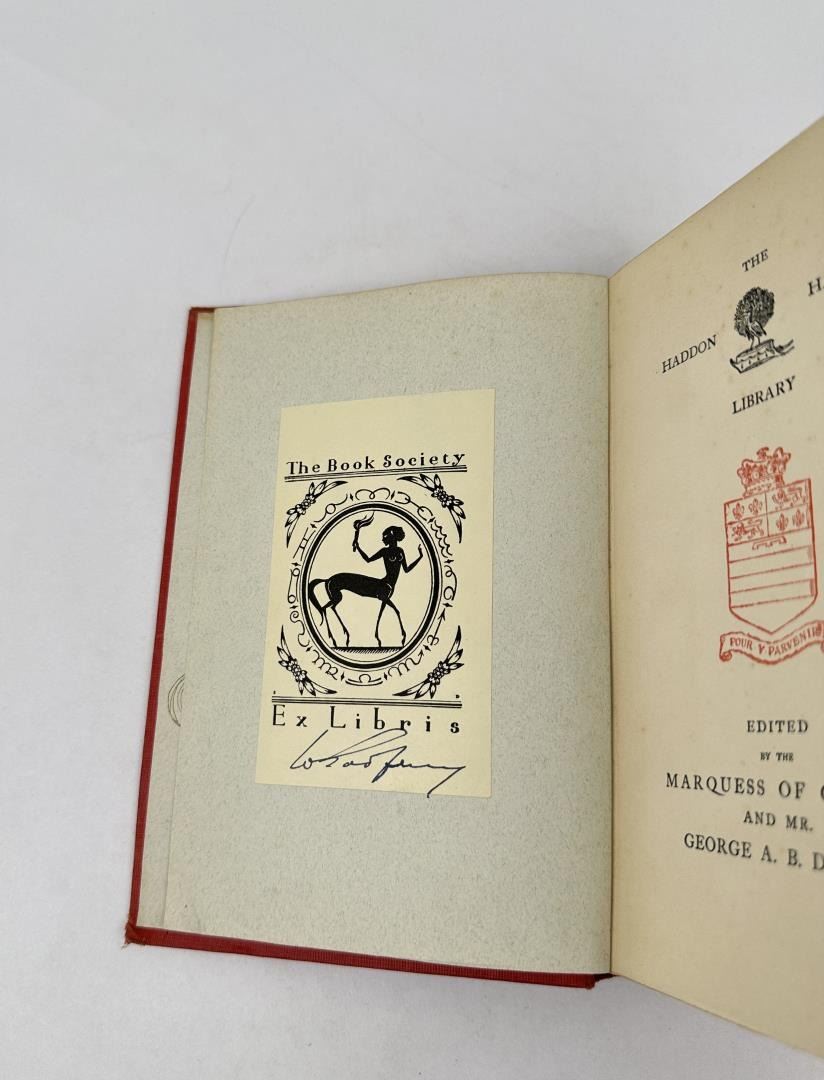 The Book Society
Ex Libris
THE
HADDON
LIBRARY
POUR Y PARVENIR
EDITED
BY THE
MARQUESS OF
AND MR.
GEORGE A. B.